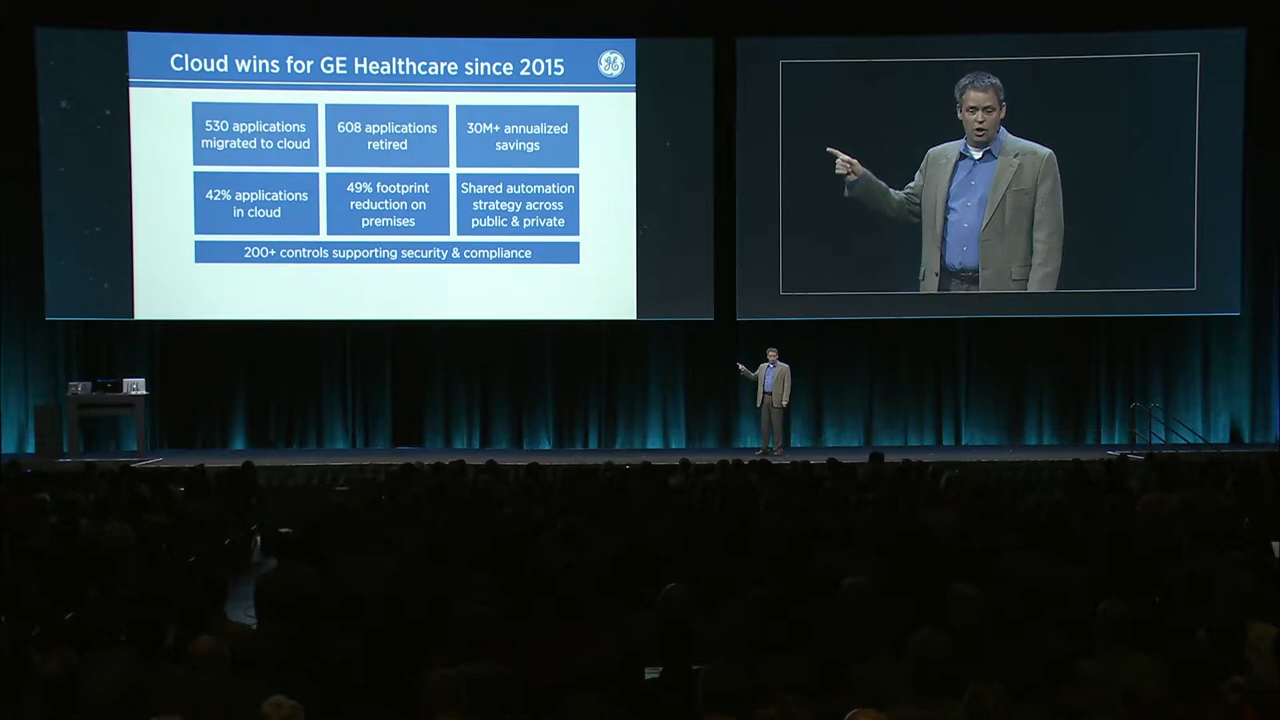 Cloud wins for GE Healthcare since 2015
GE
530 applications
migrated to cloud
608 applications
retired
30M+ annualized
savings
42% applications
in cloud
49% footprint
reduction on
premises
Shared automation
strategy across
public & private
200+ controls supporting security & compliance